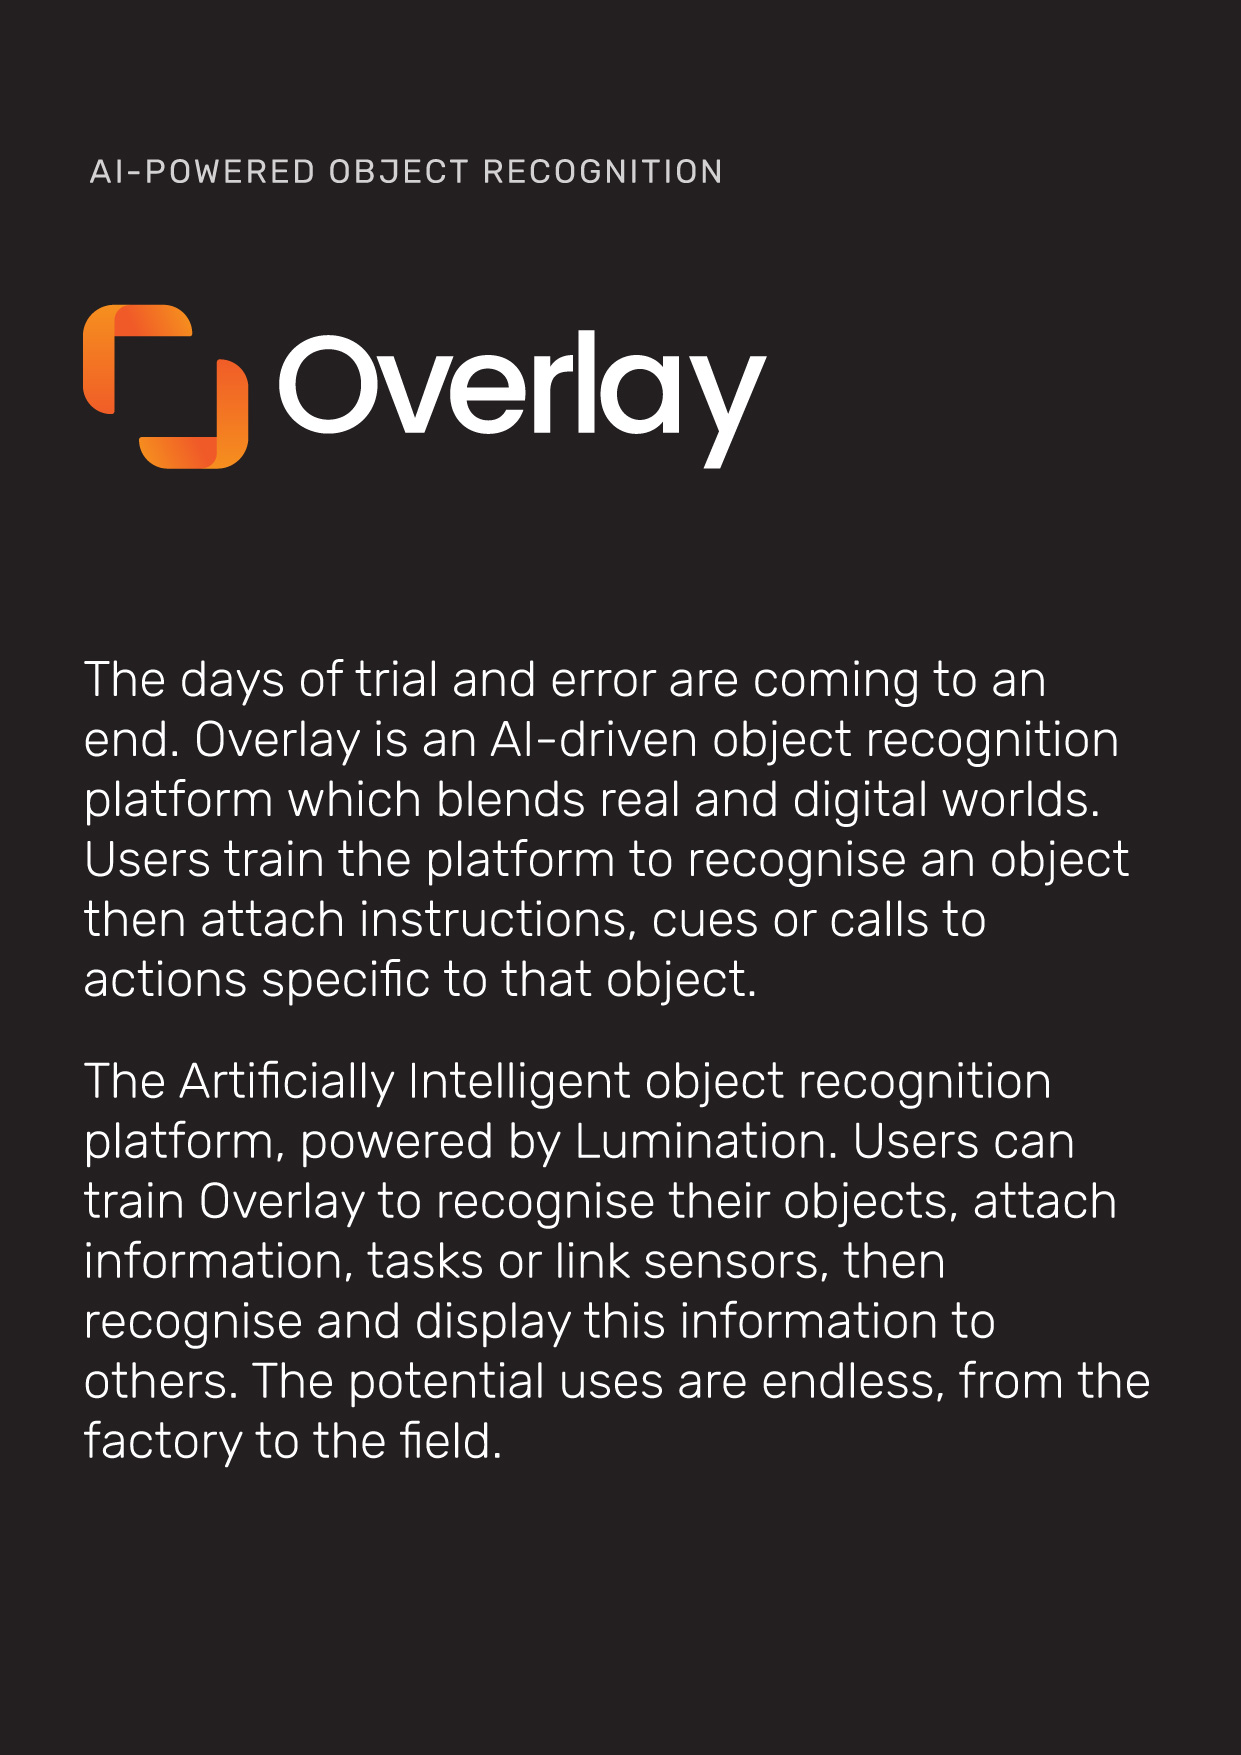 AI-POWERED OBJECT RECOGNITION
Overlay
The days of trial and error are coming to an
end. Overlay is an AI-driven object recognition
platform which blends real and digital worlds.
Users train the platform to recognise an object
then attach instructions, cues or calls to
actions specific to that object.
The Artificially Intelligent object recognition
platform, powered by Lumination. Users can
train Overlay to recognise their objects, attach
information, tasks or link sensors, then
recognise and display this information to
others. The potential uses are endless, from the
factory to the field.